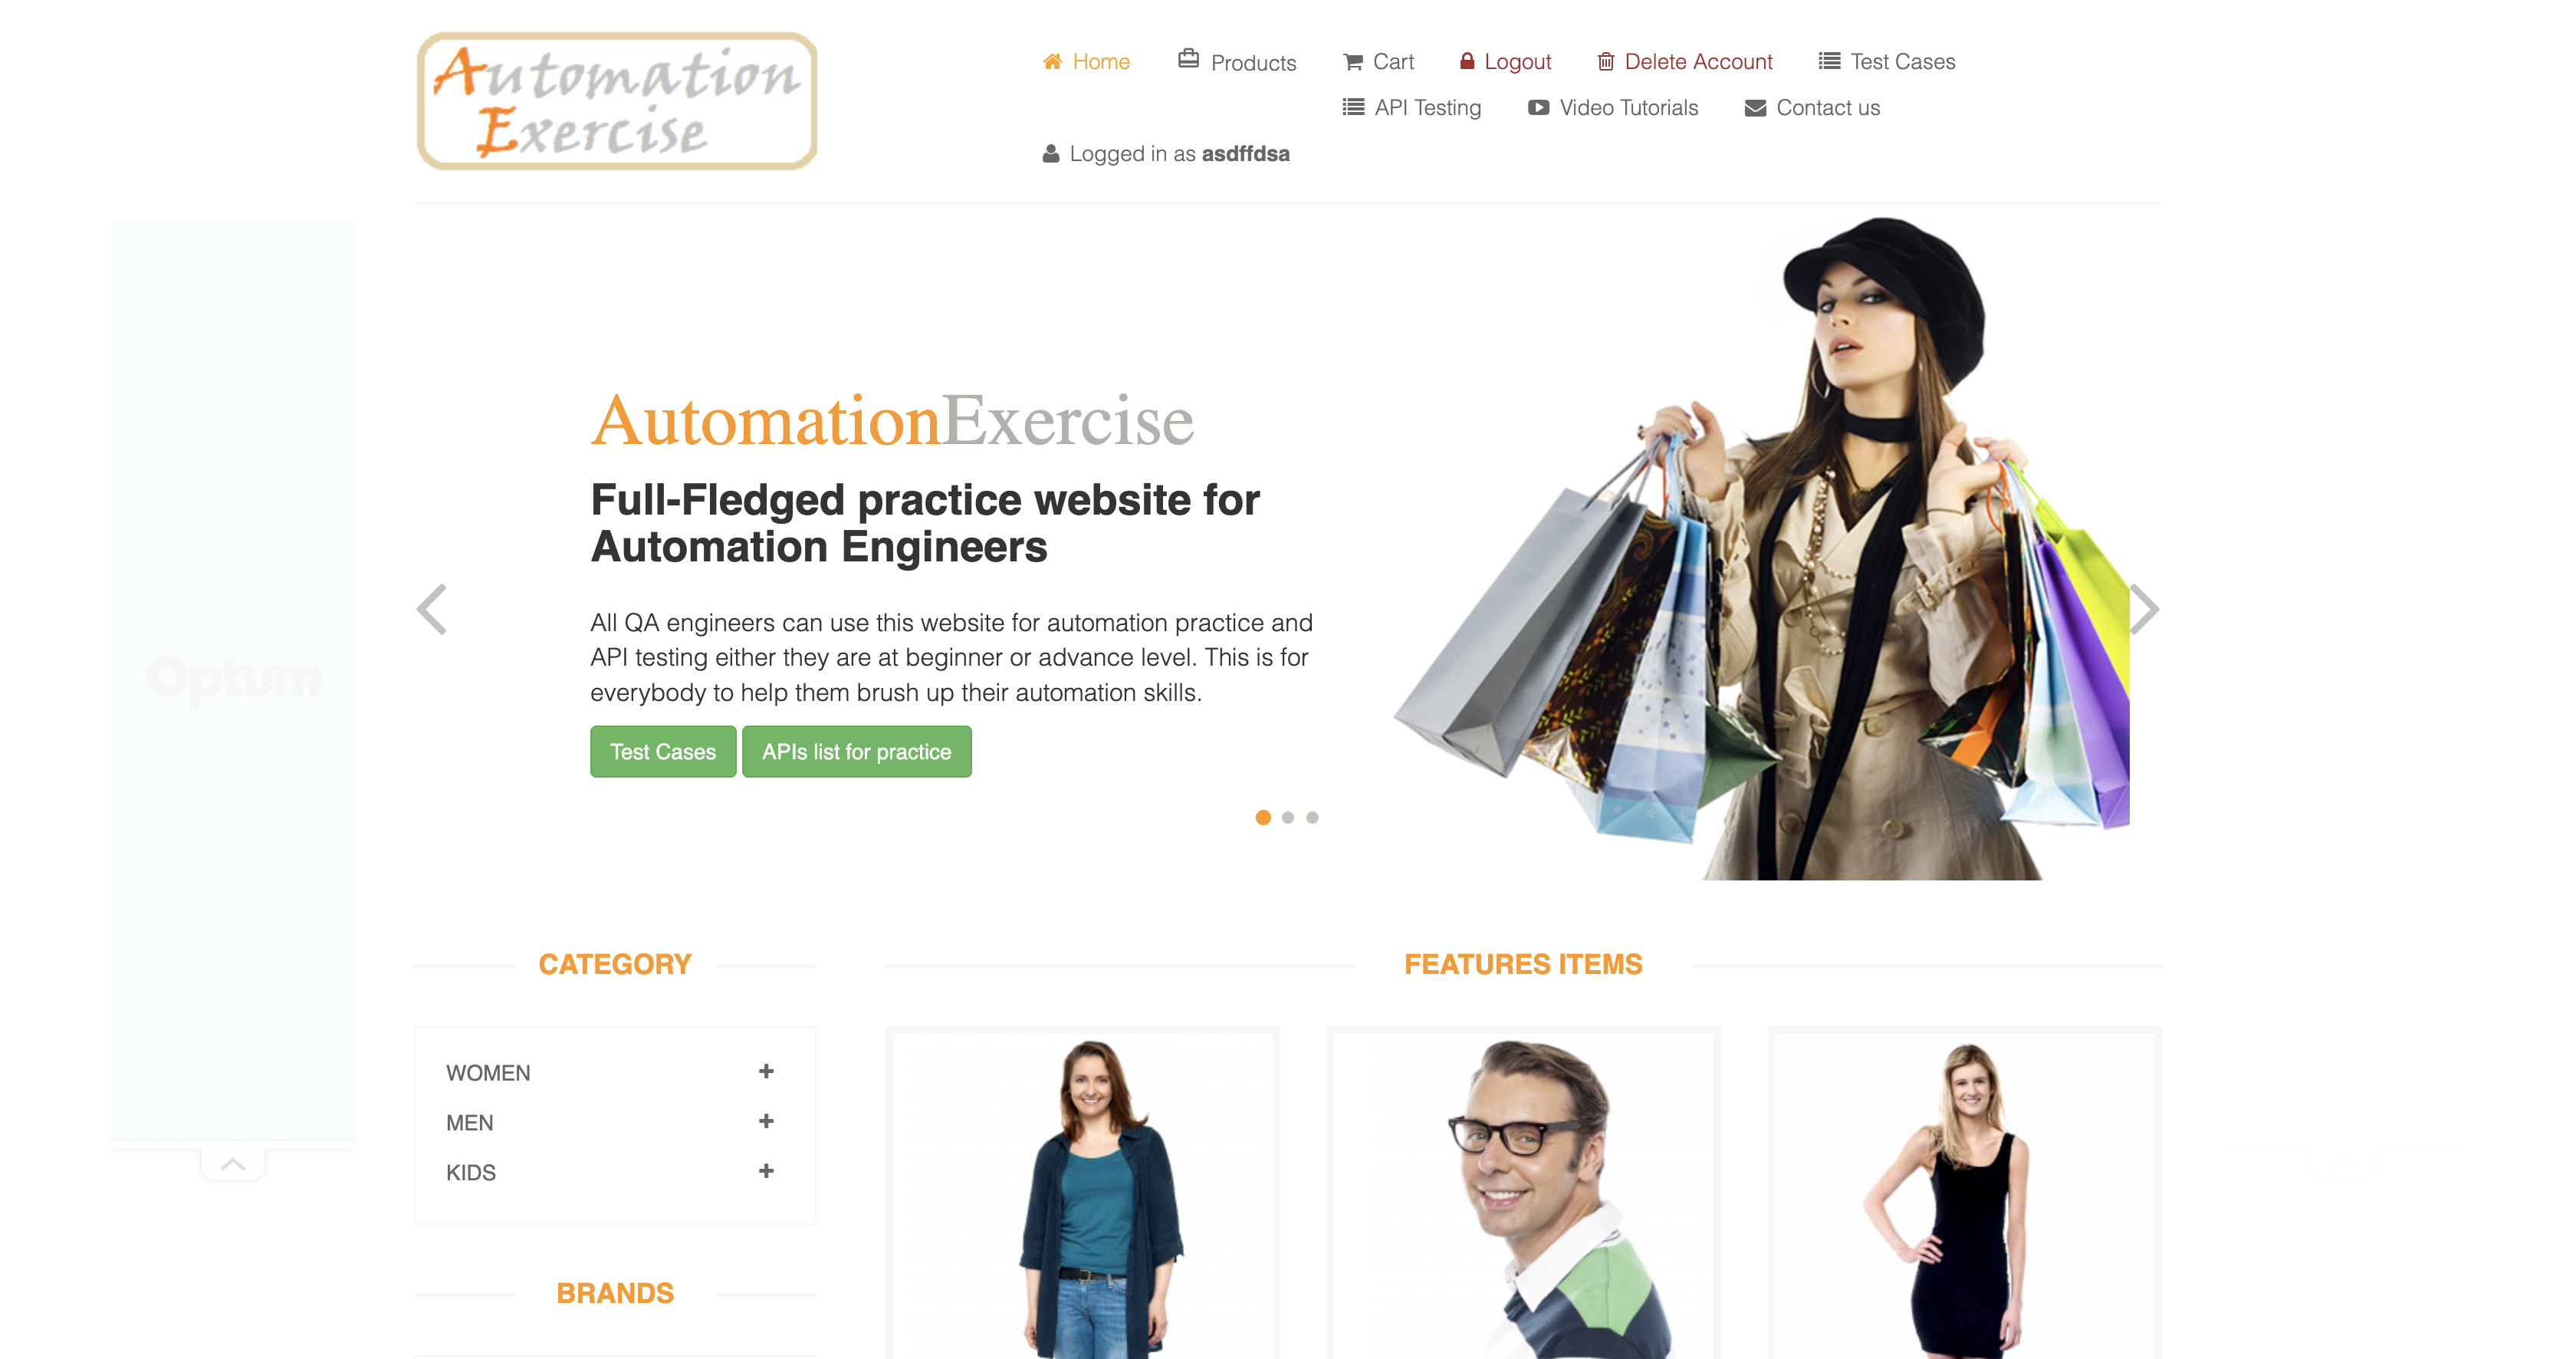 Automation
Exercise
Home Products Cart Logout Delete Account Test Cases
API Testing Video Tutorials Contact us
Logged in as asdffdsa
AutomationExercise
Full-Fledged practice website for
Automation Engineers
All QA engineers can use this website for automation practice and
API testing either they are at beginner or advance level. This is for
everybody to help them brush up their automation skills.
Test Cases APIs list for practice
Optum
CATEGORY
WOMEN
MEN
KIDS
BRANDS
FEATURES ITEMS